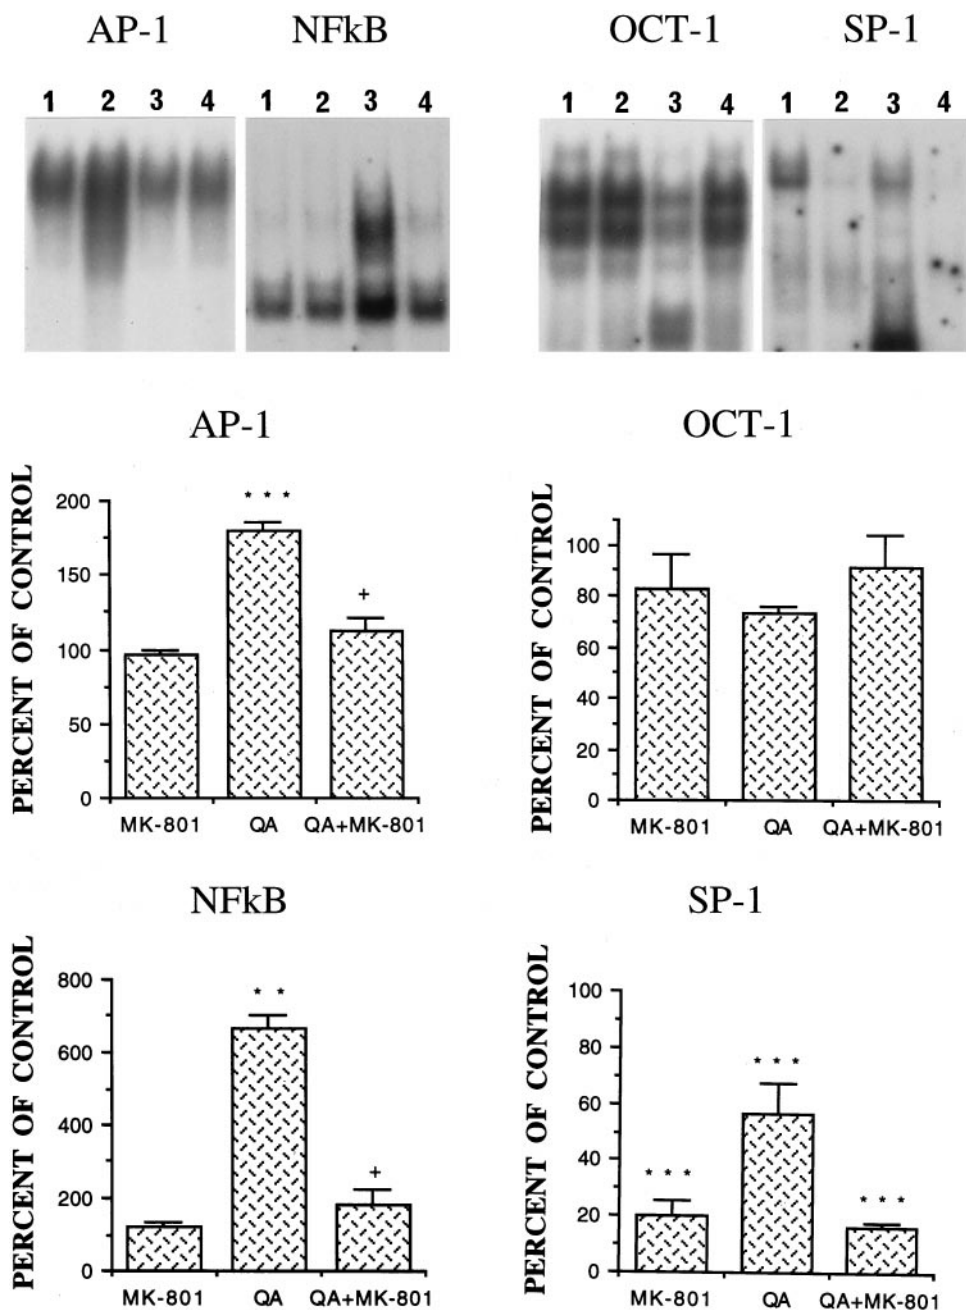 AP-1 NFkB OCT-1 SP-1
1 2 3 4 1 2 3 4 1 2 3 4 1 2 3 4
AP-1
PERCENT OF CONTROL
200
150
100
50
0
* * *
+
MK-801 QA QA+MK-801
OCT-1
PERCENT OF CONTROL
100
80
60
40
20
0
MK-801 QA QA+MK-801
NFkB
PERCENT OF CONTROL
800
600
400
200
0
* *
+
MK-801 QA QA+MK-801
SP-1
PERCENT OF CONTROL
100
80
60
40
20
0
* * *
* * *
* * *
MK-801 QA QA+MK-801